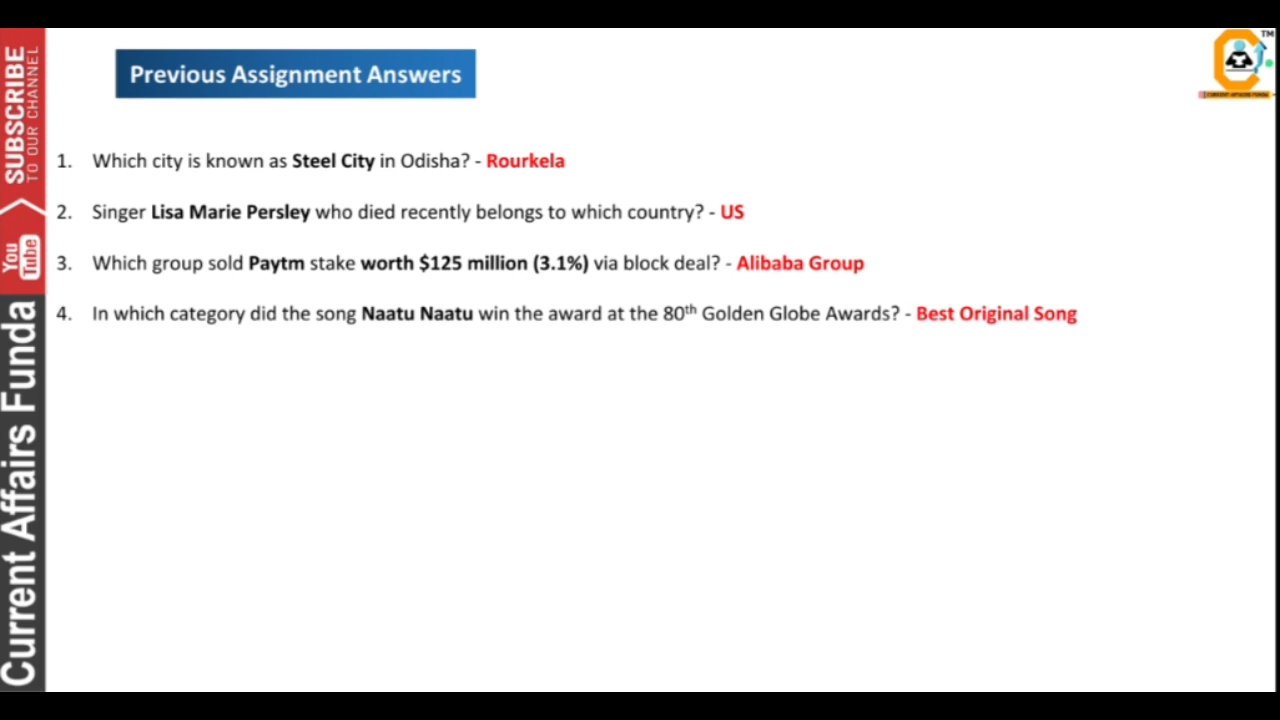 Previous Assignment Answers
1. Which city is known as Steel City in Odisha? - Rourkela
2. Singer Lisa Marie Persley who died recently belongs to which country? - US
3. Which group sold Paytm stake worth $125 million (3.1%) via block deal? - Alibaba Group
4. In which category did the song Naatu Naatu win the award at the 80th Golden Globe Awards? - Best Original Song
SUBSCRIBE
TO OUR CHANNEL
You Tube
Current Affairs Funda
TM
CURRENT AFFAIRS FUNDA